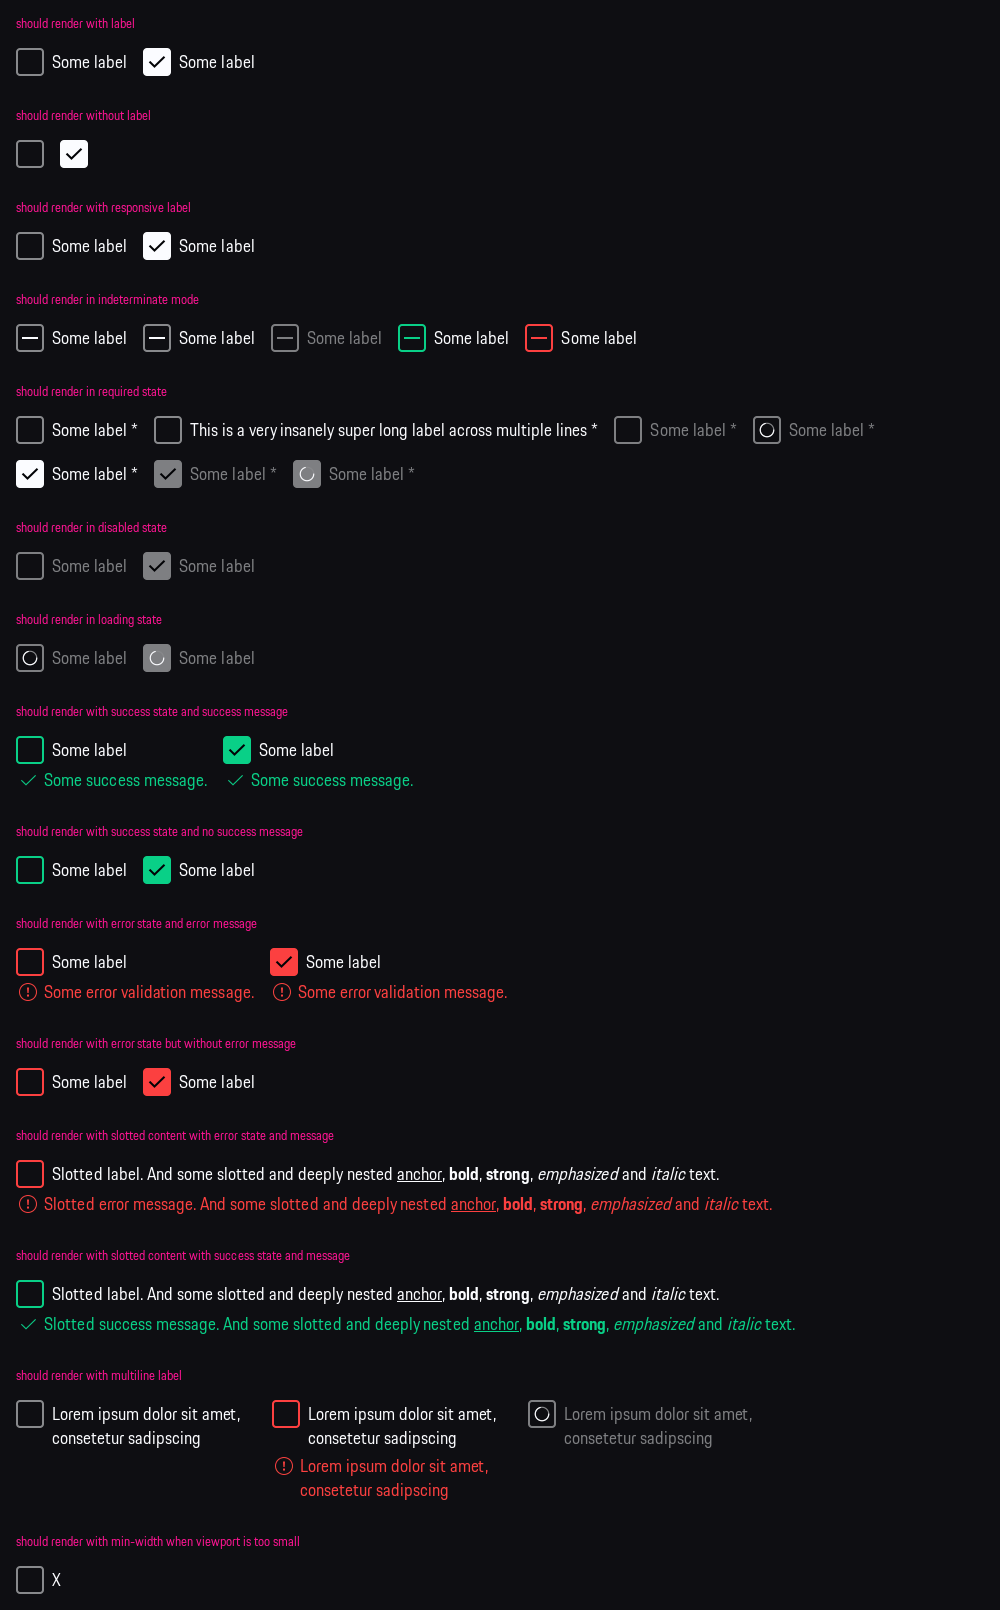 should render with label
Some label Some label
should render without label
should render with responsive label
Some label Some label
should render in indeterminate mode
Some label Some label Some label Some label Some label
should render in required state
Some label * This is a very insanely super long label across multiple lines * Some label * Some label *
Some label * Some label * Some label *
should render in disabled state
Some label Some label
should render in loading state
Some label Some label
should render with success state and success message
Some label Some label
Some success message. Some success message.
should render with success state and no success message
Some label Some label
should render with error state and error message
Some label Some label
Some error validation message. Some error validation message.
should render with error state but without error message
Some label Some label
should render with slotted content with error state and message
Slotted label. And some slotted and deeply nested anchor, bold, strong, emphasized and italic text.
Slotted error message. And some slotted and deeply nested anchor, bold, strong, emphasized and italic text.
should render with slotted content with success state and message
Slotted label. And some slotted and deeply nested anchor, bold, strong, emphasized and italic text.
Slotted success message. And some slotted and deeply nested anchor, bold, strong, emphasized and italic text.
should render with multiline label
Lorem ipsum dolor sit amet, Lorem ipsum dolor sit amet, Lorem ipsum dolor sit amet,
consetetur sadipscing consetetur sadipscing consetetur sadipscing
Lorem ipsum dolor sit amet,
consetetur sadipscing
should render with min-width when viewport is too small
X